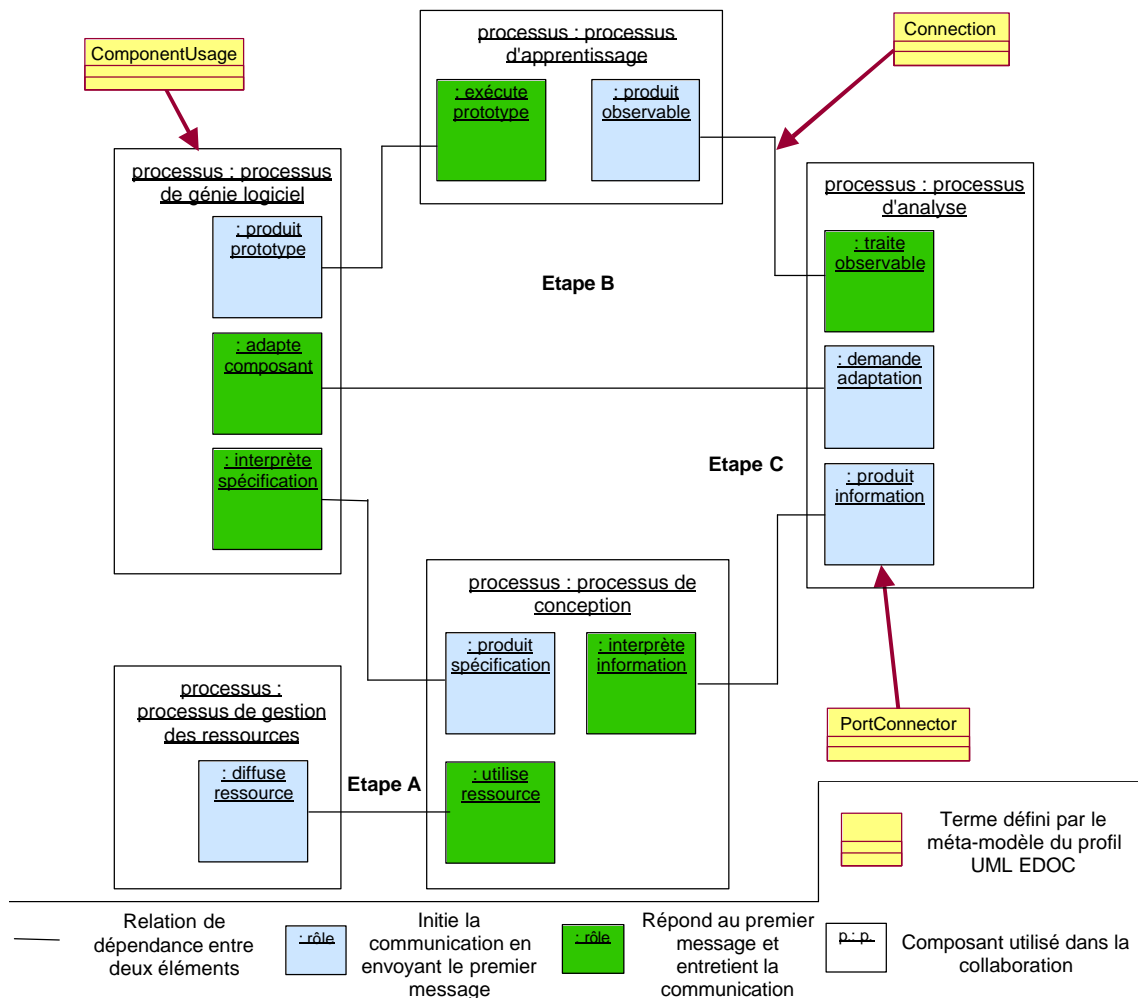 processus : processus
d'apprentissage
: exécute
prototype
: produit
observable
ComponentUsage
Connection
processus : processus
de génie logiciel
: produit
prototype
: adapte
composant
: interprète
spécification
processus : processus
d'analyse
: traite
observable
: demande
adaptation
: produit
information
Etape B
Etape C
processus : processus de
conception
: produit
spécification
: interprète
information
: utilise
ressource
processus :
processus de gestion
des ressources
: diffuse
ressource
Etape A
PortConnector
Terme défini par le
méta-modèle du profil
UML EDOC
Relation de
dépendance entre
deux éléments
: rôle
Initie la
communication en
envoyant le premier
message
: rôle
Répond au premier
message et
entretient la
communication
p : p.
Composant utilisé dans la
collaboration